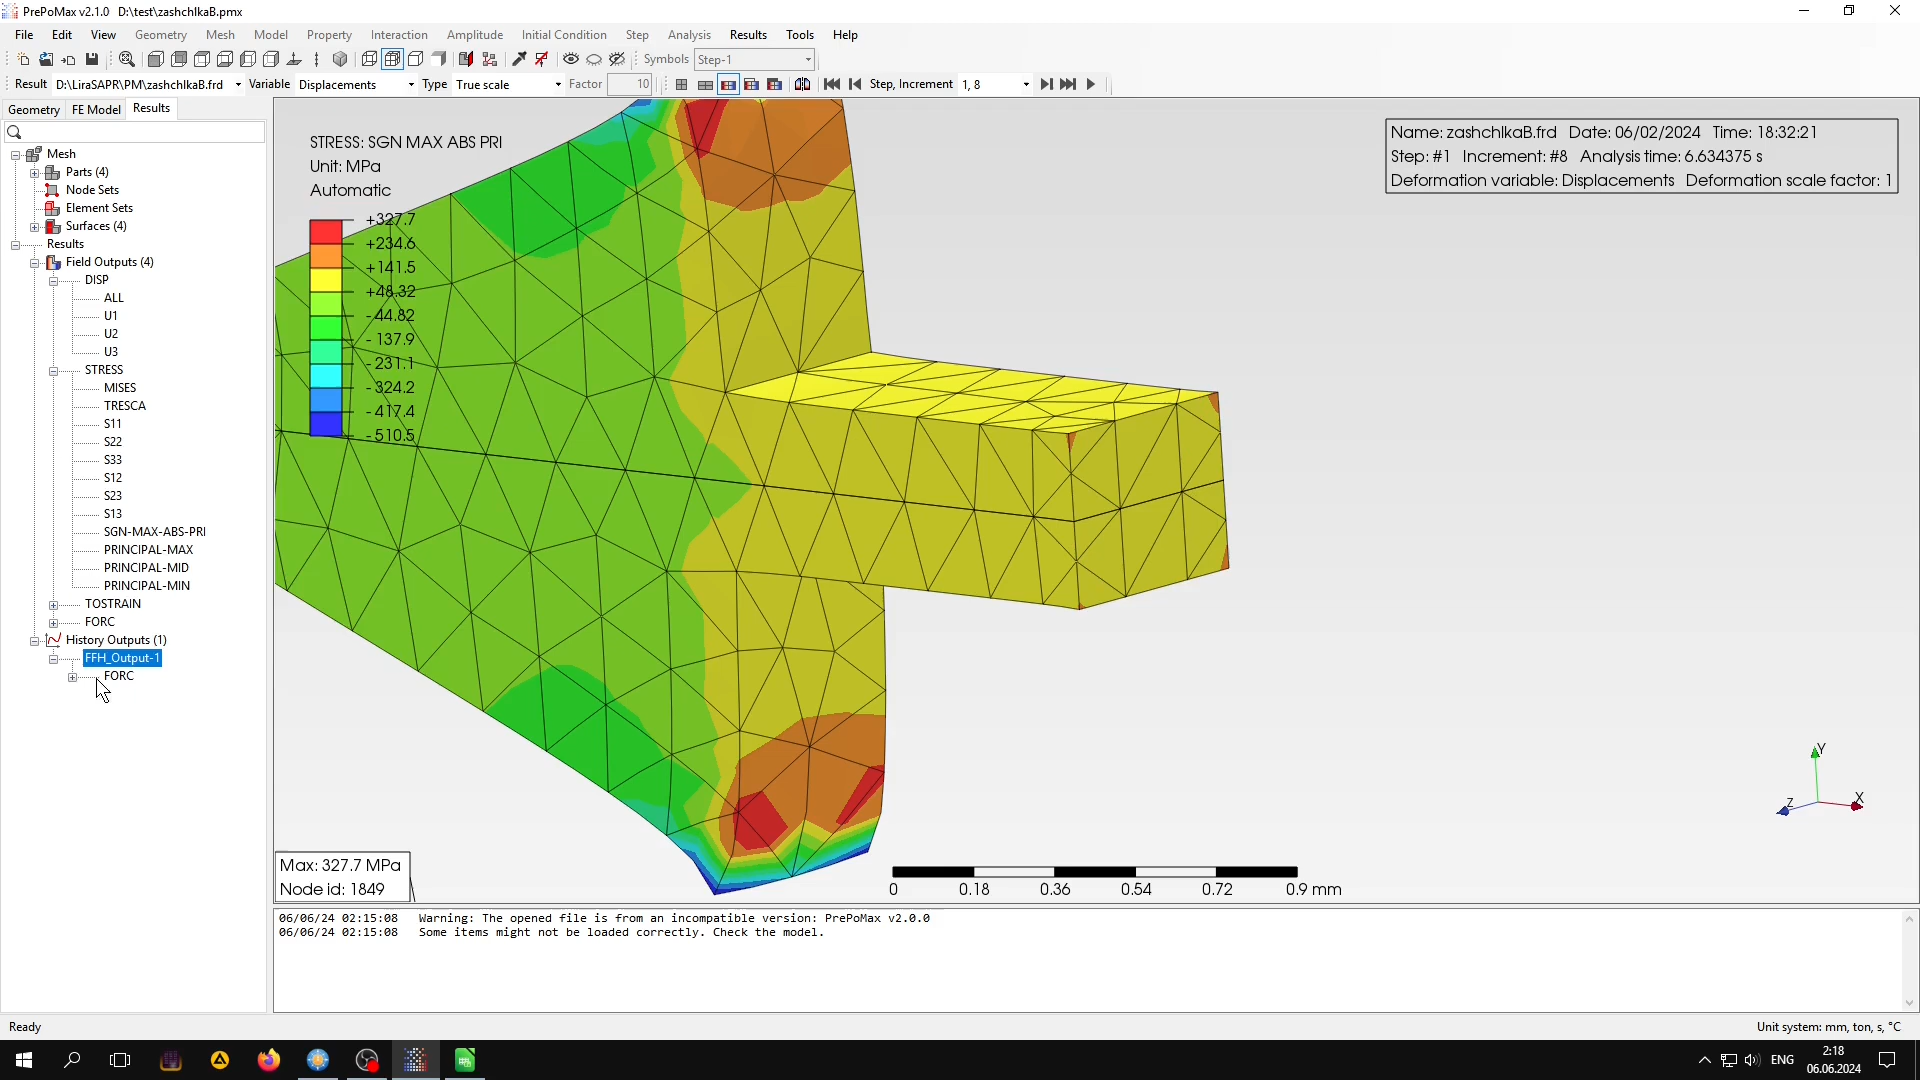 PrePoMax v2.1.0   D:\test\zashchlkaB.pmx
File Edit View Geometry Mesh Model Property Interaction Amplitude Initial Condition Step Analysis Results Tools Help
Symbols Step-1
Result D:\LiraSAPR\PM\zashchlkaB.frd Variable Displacements Type True scale Factor 10 Step, Increment 1, 8
Geometry FE Model Results
Mesh
Parts (4)
Node Sets
Element Sets
Surfaces (4)
Results
Field Outputs (4)
DISP
ALL
U1
U2
U3
STRESS
MISES
TRESCA
S11
S22
S33
S12
S23
S13
SGN-MAX-ABS-PRI
PRINCIPAL-MAX
PRINCIPAL-MID
PRINCIPAL-MIN
TOSTRAIN
FORC
History Outputs (1)
FFH_Output-1
FORC
STRESS: SGN MAX ABS PRI
Unit: MPa
Automatic
+327.7
+234.6
+141.5
+48.32
-44.82
-137.9
-231.1
-324.2
-417.4
-510.5
Name: zashchlkaB.frd   Date: 06/02/2024   Time: 18:32:21
Step: #1   Increment: #8   Analysis time: 6.634375 s
Deformation variable: Displacements   Deformation scale factor: 1
Y
Z X
Max: 327.7 MPa
Node id: 1849
0 0.18 0.36 0.54 0.72 0.9 mm
06/06/24 02:15:08   Warning: The opened file is from an incompatible version: PrePoMax v2.0.0
06/06/24 02:15:08   Some items might not be loaded correctly. Check the model.
Ready Unit system: mm, ton, s, °C
ENG 2:18
06.06.2024